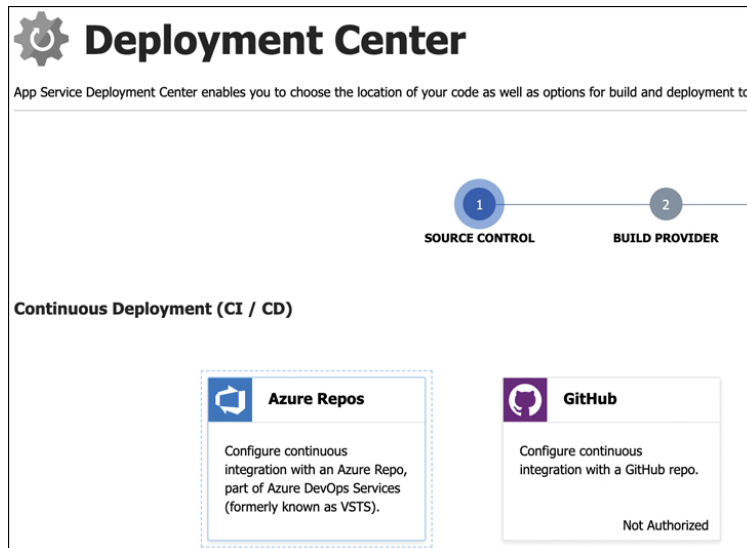 Deployment Center
App Service Deployment Center enables you to choose the location of your code as well as options for build and deployment to
1
2
SOURCE CONTROL
BUILD PROVIDER
Continuous Deployment (CI / CD)
Azure Repos
Configure continuous
integration with an Azure Repo,
part of Azure DevOps Services
(formerly known as VSTS).
GitHub
Configure continuous
integration with a GitHub repo.
Not Authorized